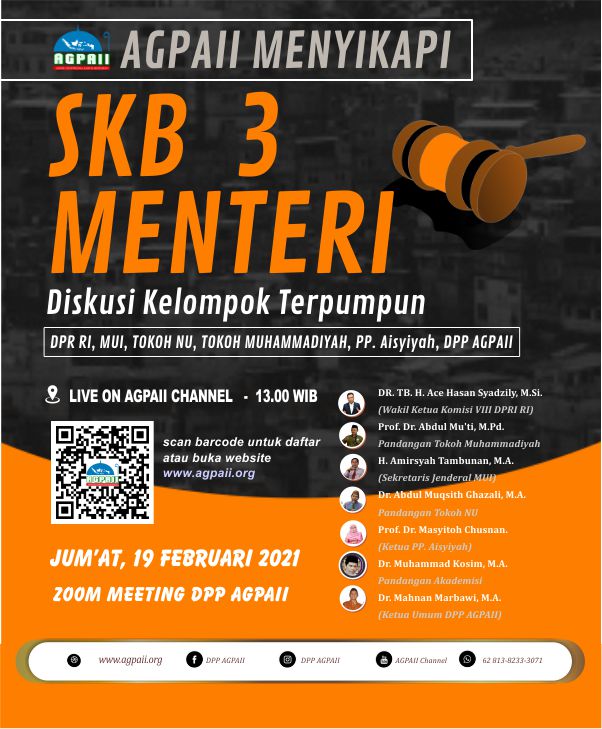 AGPAII
AGPAII MENYIKAPI
SKB 3
MENTERI
Diskusi Kelompok Terpumpun
DPR RI, MUI, TOKOH NU, TOKOH MUHAMMADIYAH, PP. Aisyiyah, DPP AGPAII
LIVE ON AGPAII CHANNEL - 13.00 WIB
scan barcode untuk daftar
atau buka website
www.agpaii.org
JUM'AT, 19 FEBRUARI 2021
ZOOM MEETING DPP AGPAII
DR. TB. H. Ace Hasan Syadzily, M.Si.
(Wakil Ketua Komisi VIII DPRI RI)
Prof. Dr. Abdul Mu'ti, M.Pd.
Pandangan Tokoh Muhammadiyah
H. Amirsyah Tambunan, M.A.
(Sekretaris Jenderal MUI)
Dr. Abdul Muqsith Ghazali, M.A.
Pandangan Tokoh NU
Prof. Dr. Masyitoh Chusnan.
(Ketua PP. Aisyiyah)
Dr. Muhammad Kosim, M.A.
Pandangan Akademisi
Dr. Mahnan Marbawi, M.A.
(Ketua Umum DPP AGPAII)
www.agpaii.org
DPP AGPAII
DPP AGPAII
AGPAII Channel
62 813-8233-3071